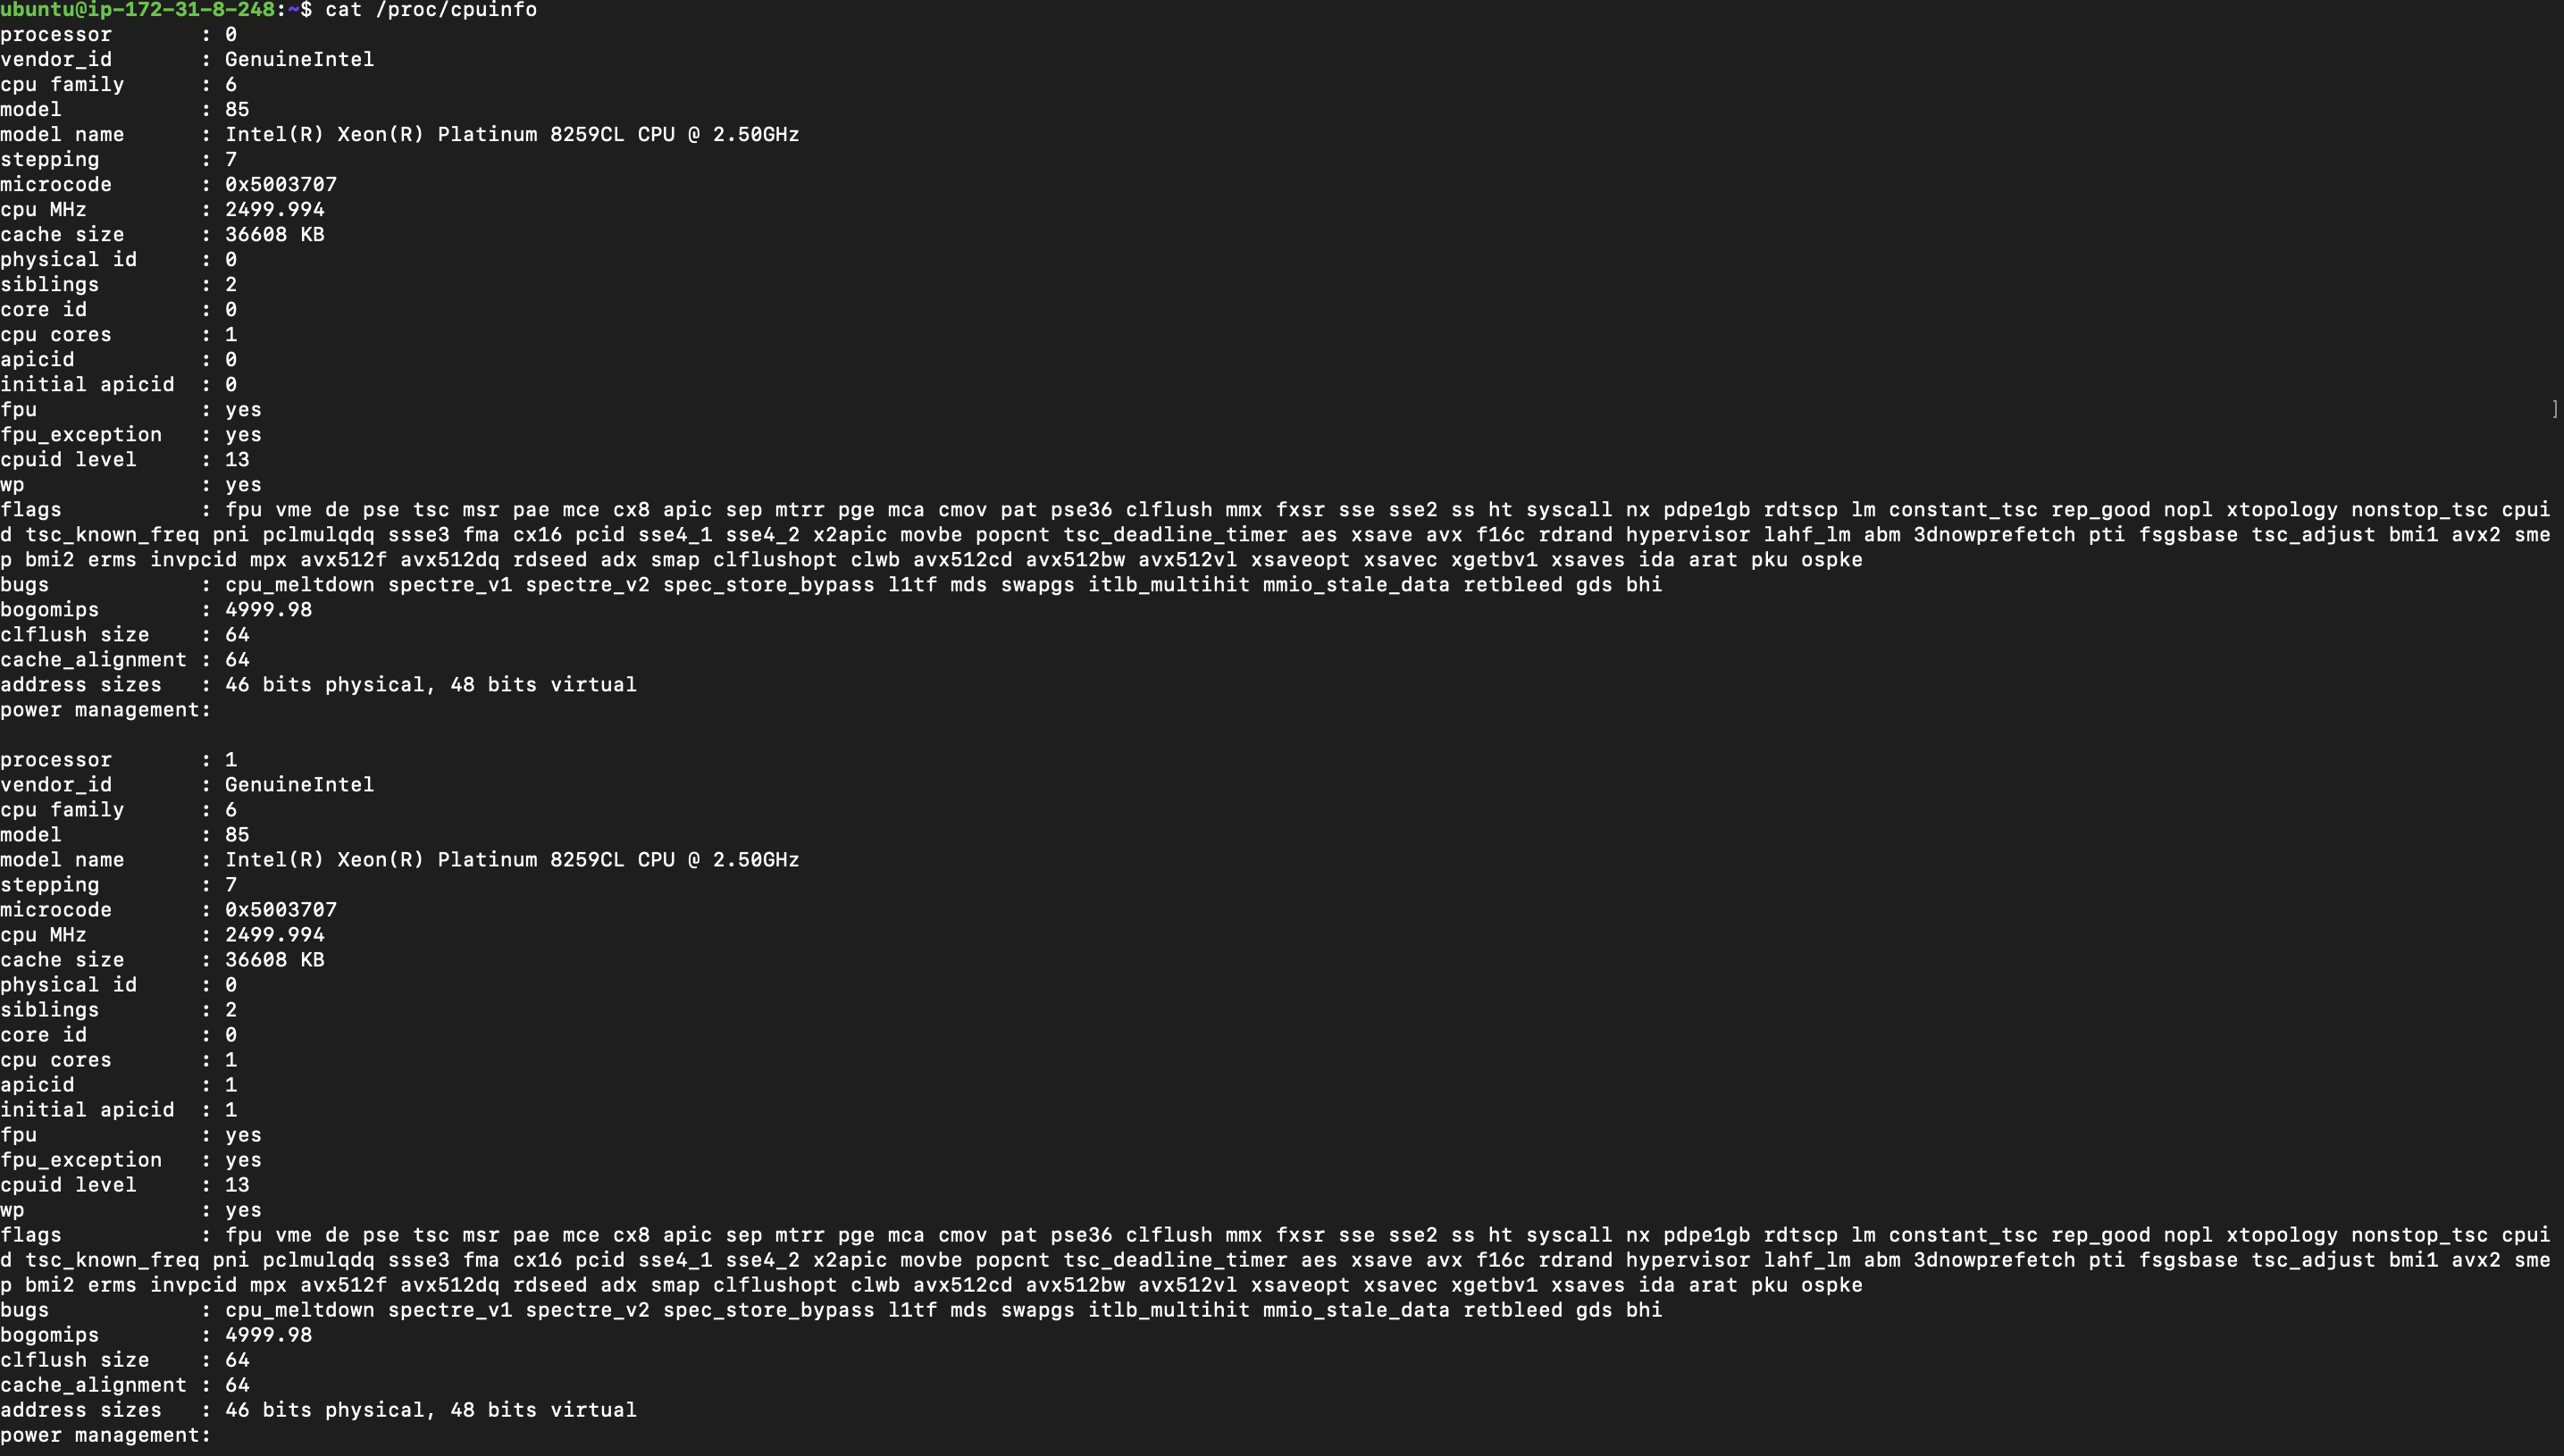 ubuntu@ip-172-31-8-248:~$ cat /proc/cpuinfo
processor       : 0
vendor_id       : GenuineIntel
cpu family      : 6
model           : 85
model name      : Intel(R) Xeon(R) Platinum 8259CL CPU @ 2.50GHz
stepping        : 7
microcode       : 0x5003707
cpu MHz         : 2499.994
cache size      : 36608 KB
physical id     : 0
siblings        : 2
core id         : 0
cpu cores       : 1
apicid          : 0
initial apicid  : 0
fpu             : yes ]
fpu_exception   : yes
cpuid level     : 13
wp              : yes
flags           : fpu vme de pse tsc msr pae mce cx8 apic sep mtrr pge mca cmov pat pse36 clflush mmx fxsr sse sse2 ss ht syscall nx pdpe1gb rdtscp lm constant_tsc rep_good nopl xtopology nonstop_tsc cpui
d tsc_known_freq pni pclmulqdq ssse3 fma cx16 pcid sse4_1 sse4_2 x2apic movbe popcnt tsc_deadline_timer aes xsave avx f16c rdrand hypervisor lahf_lm abm 3dnowprefetch pti fsgsbase tsc_adjust bmi1 avx2 sme
p bmi2 erms invpcid mpx avx512f avx512dq rdseed adx smap clflushopt clwb avx512cd avx512bw avx512vl xsaveopt xsavec xgetbv1 xsaves ida arat pku ospke
bugs            : cpu_meltdown spectre_v1 spectre_v2 spec_store_bypass l1tf mds swapgs itlb_multihit mmio_stale_data retbleed gds bhi
bogomips        : 4999.98
clflush size    : 64
cache_alignment : 64
address sizes   : 46 bits physical, 48 bits virtual
power management:

processor       : 1
vendor_id       : GenuineIntel
cpu family      : 6
model           : 85
model name      : Intel(R) Xeon(R) Platinum 8259CL CPU @ 2.50GHz
stepping        : 7
microcode       : 0x5003707
cpu MHz         : 2499.994
cache size      : 36608 KB
physical id     : 0
siblings        : 2
core id         : 0
cpu cores       : 1
apicid          : 1
initial apicid  : 1
fpu             : yes
fpu_exception   : yes
cpuid level     : 13
wp              : yes
flags           : fpu vme de pse tsc msr pae mce cx8 apic sep mtrr pge mca cmov pat pse36 clflush mmx fxsr sse sse2 ss ht syscall nx pdpe1gb rdtscp lm constant_tsc rep_good nopl xtopology nonstop_tsc cpui
d tsc_known_freq pni pclmulqdq ssse3 fma cx16 pcid sse4_1 sse4_2 x2apic movbe popcnt tsc_deadline_timer aes xsave avx f16c rdrand hypervisor lahf_lm abm 3dnowprefetch pti fsgsbase tsc_adjust bmi1 avx2 sme
p bmi2 erms invpcid mpx avx512f avx512dq rdseed adx smap clflushopt clwb avx512cd avx512bw avx512vl xsaveopt xsavec xgetbv1 xsaves ida arat pku ospke
bugs            : cpu_meltdown spectre_v1 spectre_v2 spec_store_bypass l1tf mds swapgs itlb_multihit mmio_stale_data retbleed gds bhi
bogomips        : 4999.98
clflush size    : 64
cache_alignment : 64
address sizes   : 46 bits physical, 48 bits virtual
power management: